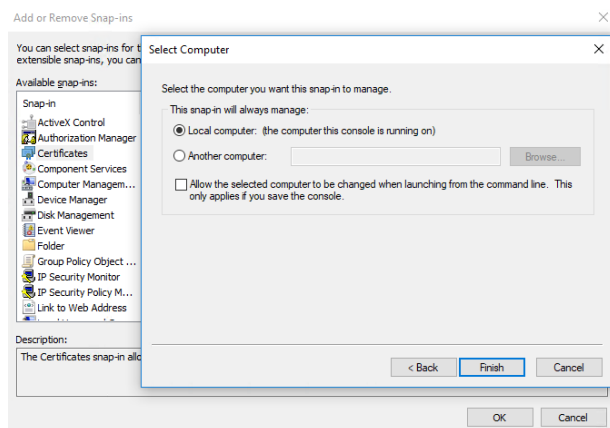 Add or Remove Snap-ins
You can select snap-ins for t
extensible snap-ins, you can
Available snap-ins:
Snap-in
ActiveX Control
Authorization Manager
Certificates
Component Services
Computer Managem...
Device Manager
Disk Management
Event Viewer
Folder
Group Policy Object ...
IP Security Monitor
IP Security Policy M...
Link to Web Address
Description:
The Certificates snap-in allo
Select Computer
Select the computer you want this snap-in to manage.
This snap-in will always manage:
Local computer: (the computer this console is running on)
Another computer:
Browse...
Allow the selected computer to be changed when launching from the command line. This
only applies if you save the console.
< Back
Finish
Cancel
OK
Cancel